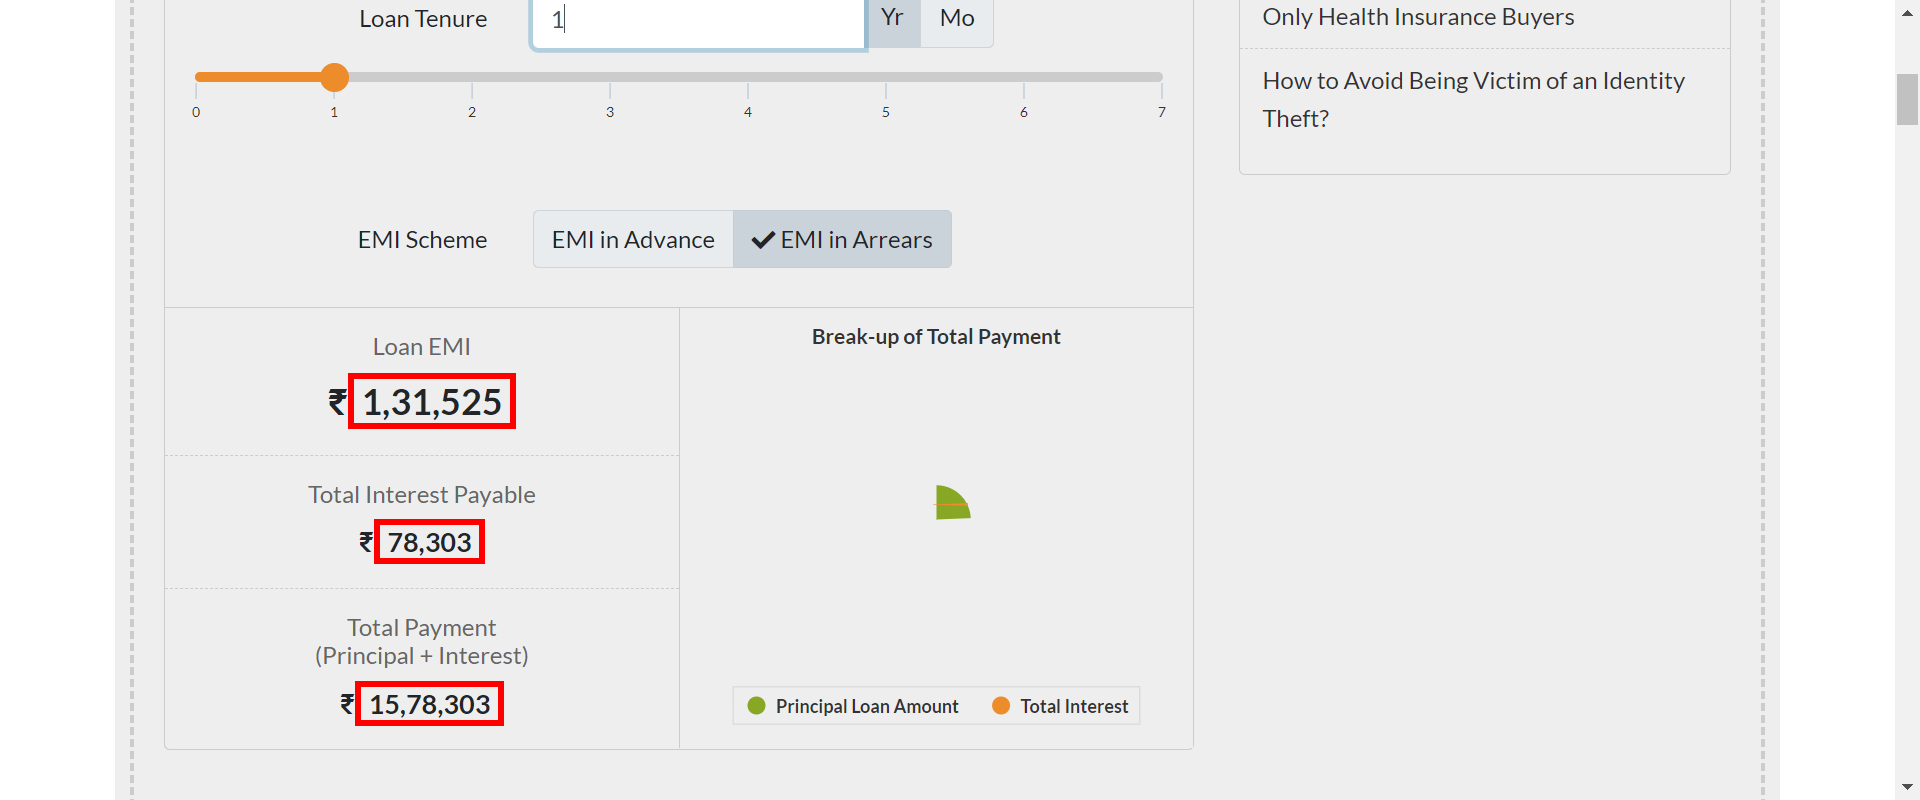 Loan Tenure
1
Yr
Mo
0 1 2 3 4 5 6 7
EMI Scheme
EMI in Advance
EMI in Arrears
Loan EMI
₹ 1,31,525
Total Interest Payable
₹ 78,303
Total Payment
(Principal + Interest)
₹ 15,78,303
Break-up of Total Payment
Principal Loan Amount
Total Interest
Only Health Insurance Buyers
How to Avoid Being Victim of an Identity
Theft?